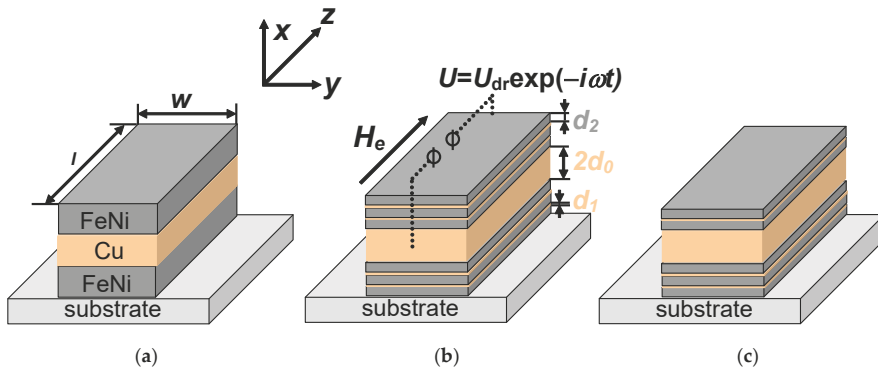 x
z
y
w
l
FeNi
Cu
FeNi
substrate
(a)
U=U_dr exp(−iωt)
H_e
ϕ ϕ
d_2
2d_0
d_1
substrate
(b)
substrate
(c)